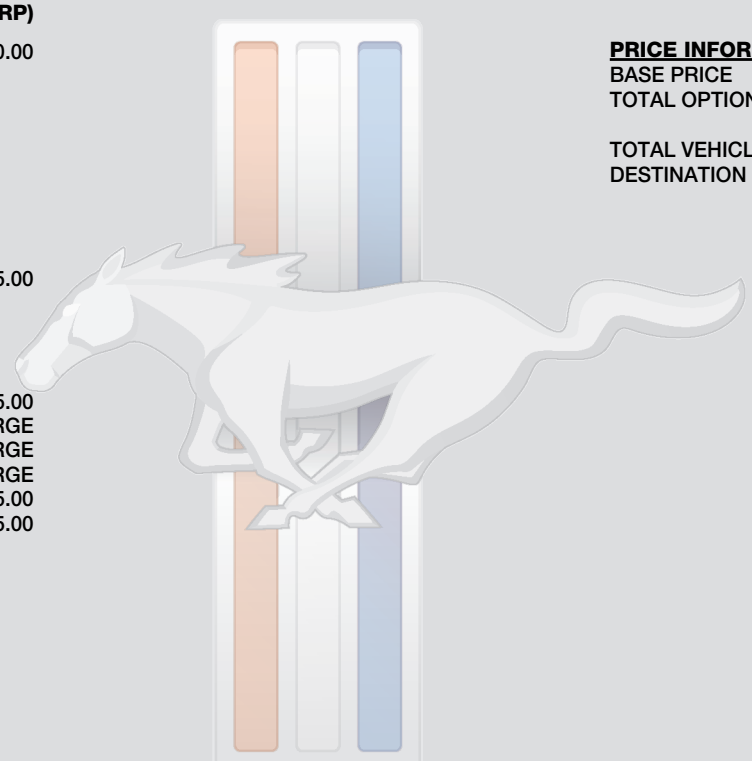 RP)
0.00
5.00
5.00
RGE
RGE
RGE
5.00
5.00
PRICE INFOR
BASE PRICE
TOTAL OPTION
TOTAL VEHICL
DESTINATION